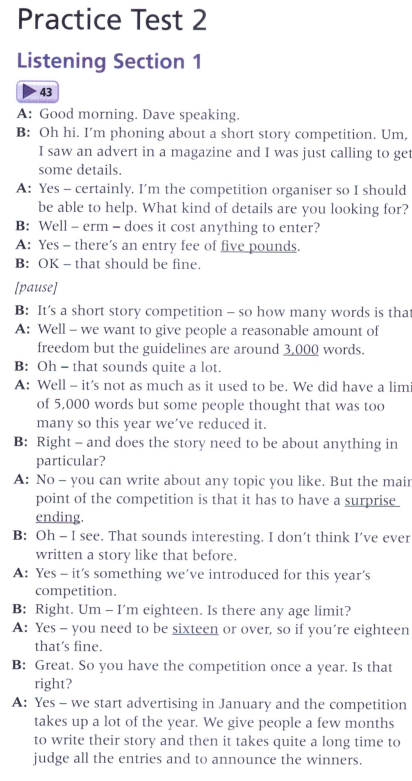 Practice Test 2
Listening Section 1
43
A: Good morning. Dave speaking.
B: Oh hi. I'm phoning about a short story competition. Um,
I saw an advert in a magazine and I was just calling to get
some details.
A: Yes – certainly. I'm the competition organiser so I should
be able to help. What kind of details are you looking for?
B: Well – erm – does it cost anything to enter?
A: Yes – there's an entry fee of five pounds.
B: OK – that should be fine.
[pause]
B: It's a short story competition – so how many words is that
A: Well – we want to give people a reasonable amount of
freedom but the guidelines are around 3,000 words.
B: Oh – that sounds quite a lot.
A: Well – it's not as much as it used to be. We did have a limi
of 5,000 words but some people thought that was too
many so this year we've reduced it.
B: Right – and does the story need to be about anything in
particular?
A: No – you can write about any topic you like. But the main
point of the competition is that it has to have a surprise
ending.
B: Oh – I see. That sounds interesting. I don't think I've ever
written a story like that before.
A: Yes – it's something we've introduced for this year's
competition.
B: Right. Um – I'm eighteen. Is there any age limit?
A: Yes – you need to be sixteen or over, so if you're eighteen
that's fine.
B: Great. So you have the competition once a year. Is that
right?
A: Yes – we start advertising in January and the competition
takes up a lot of the year. We give people a few months
to write their story and then it takes quite a long time to
judge all the entries and to announce the winners.